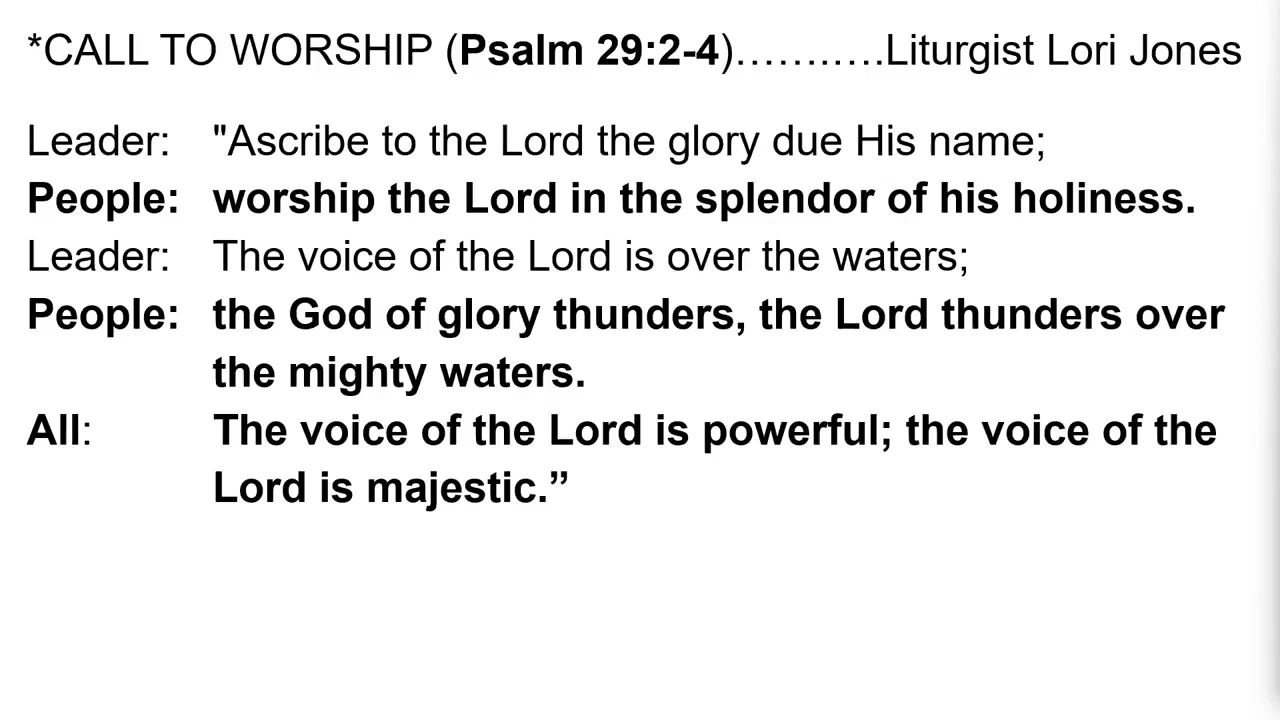 *CALL TO WORSHIP (Psalm 29:2-4)……..….Liturgist Lori Jones
Leader: "Ascribe to the Lord the glory due His name;
People: worship the Lord in the splendor of his holiness.
Leader: The voice of the Lord is over the waters;
People: the God of glory thunders, the Lord thunders over
the mighty waters.
All: The voice of the Lord is powerful; the voice of the
Lord is majestic.”